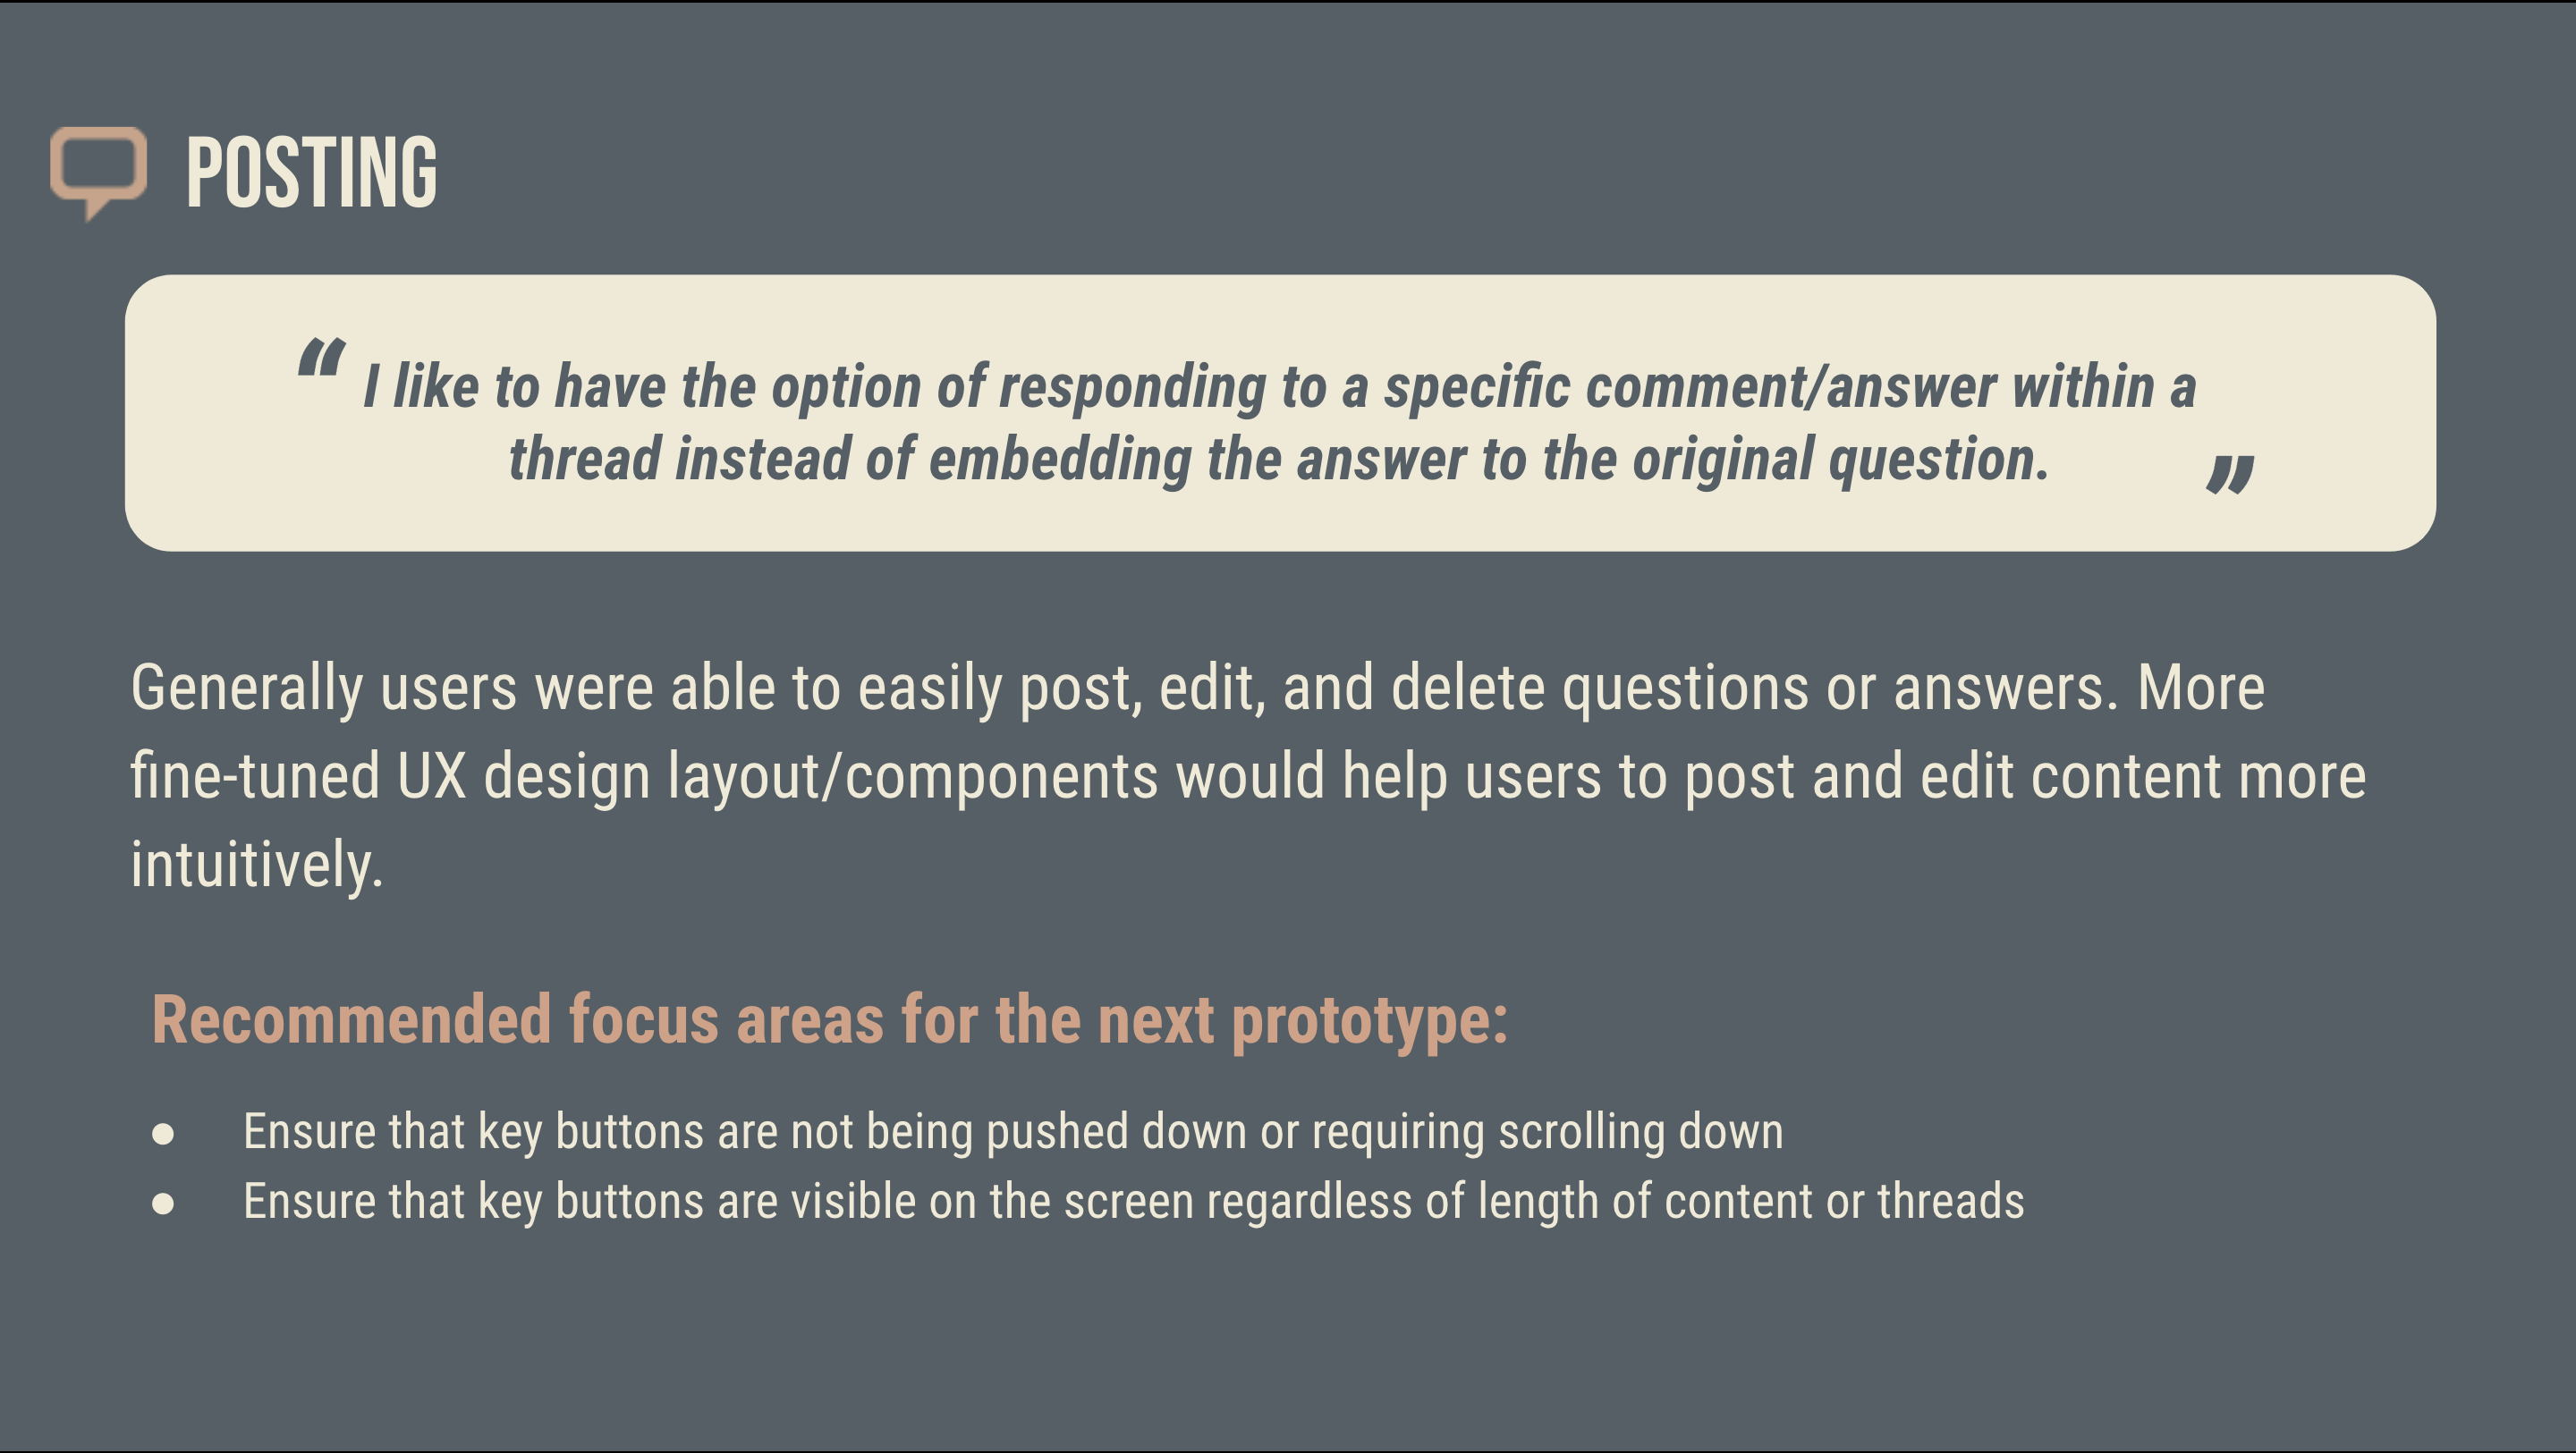 POSTING
“ I like to have the option of responding to a specific comment/answer within a
thread instead of embedding the answer to the original question. ”
Generally users were able to easily post, edit, and delete questions or answers. More
fine-tuned UX design layout/components would help users to post and edit content more
intuitively.
Recommended focus areas for the next prototype:
● Ensure that key buttons are not being pushed down or requiring scrolling down
● Ensure that key buttons are visible on the screen regardless of length of content or threads